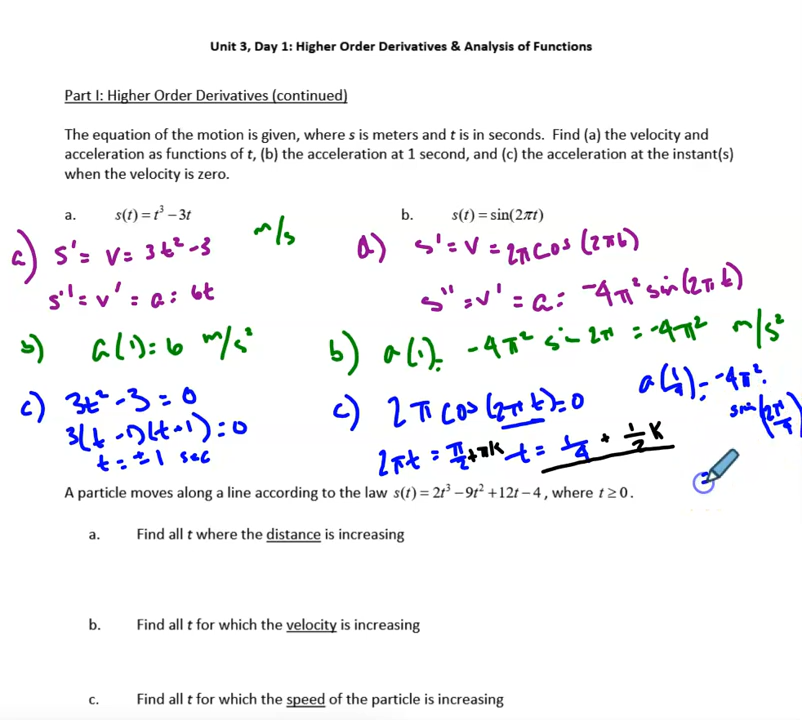 Unit 3, Day 1: Higher Order Derivatives & Analysis of Functions
Part I: Higher Order Derivatives (continued)
The equation of the motion is given, where s is meters and t is in seconds. Find (a) the velocity and
acceleration as functions of t, (b) the acceleration at 1 second, and (c) the acceleration at the instant(s)
when the velocity is zero.
a. s(t) = t³ – 3t
b. s(t) = sin(2πt)
a) s' = v = 3t² - 3 m/s
s'' = v' = a = 6t
b) a(1) = 6 m/s²
c) 3t² - 3 = 0
3(t - 1)(t + 1) = 0
t = ± 1 sec
a) s' = v = 2π cos (2πt)
s'' = v' = a = -4π² sin(2πt)
b) a(1) = -4π² sin 2π = -4π² m/s²
c) 2π cos (2πt) = 0
2πt = π/2 + πk t = 1/4 + 1/2 k
a(1/4) = -4π² ·
sin (2π/4)
A particle moves along a line according to the law s(t) = 2t³ – 9t² + 12t – 4, where t ≥ 0.
a. Find all t where the distance is increasing
b. Find all t for which the velocity is increasing
c. Find all t for which the speed of the particle is increasing